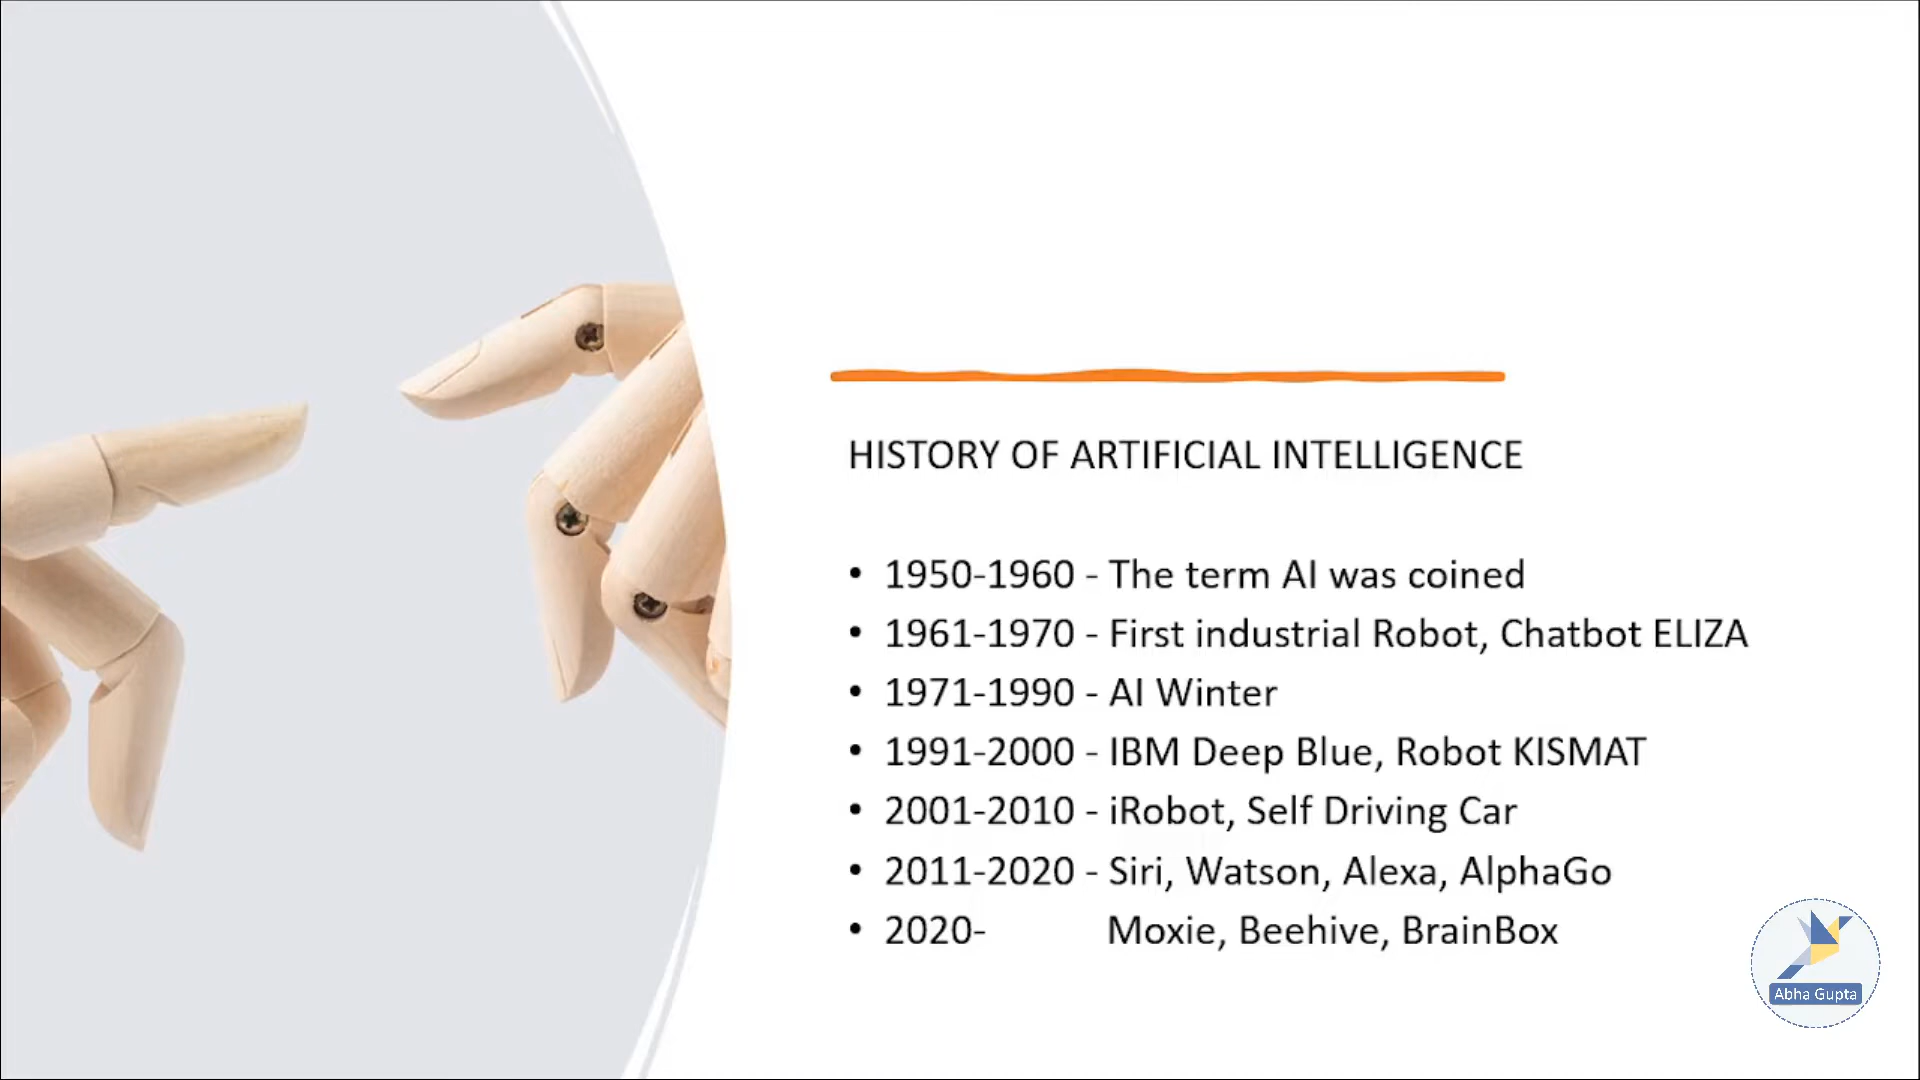 HISTORY OF ARTIFICIAL INTELLIGENCE
• 1950-1960 - The term AI was coined
• 1961-1970 - First industrial Robot, Chatbot ELIZA
• 1971-1990 - AI Winter
• 1991-2000 - IBM Deep Blue, Robot KISMAT
• 2001-2010 - iRobot, Self Driving Car
• 2011-2020 - Siri, Watson, Alexa, AlphaGo
• 2020- Moxie, Beehive, BrainBox
Abha Gupta